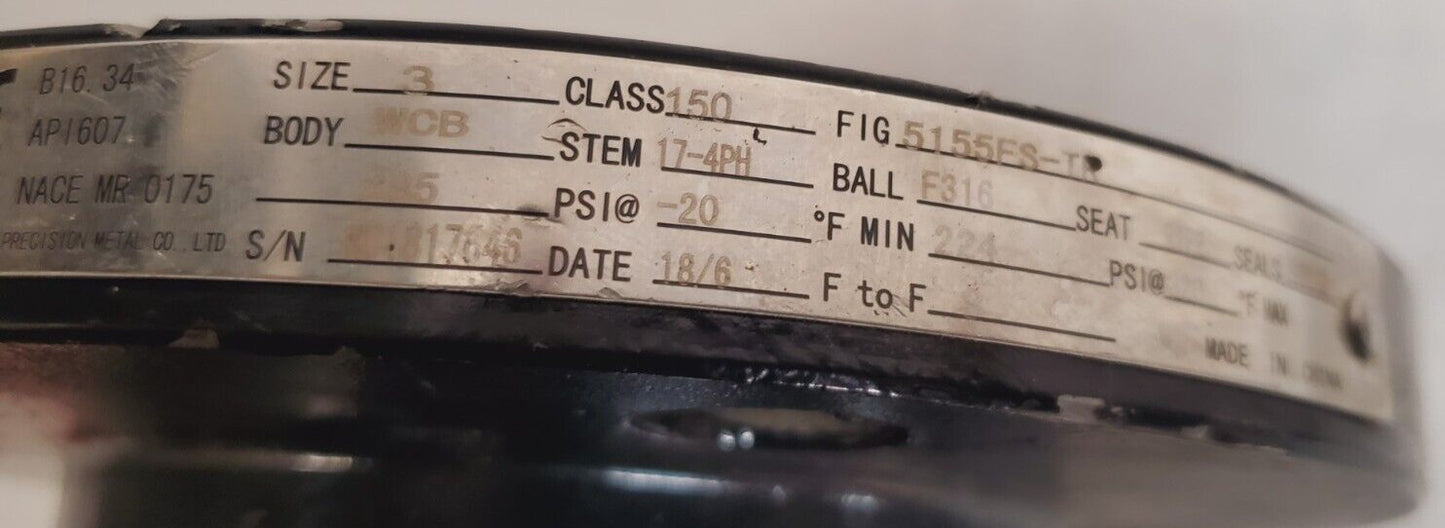 B16.34 SIZE 3 CLASS 150 FIG 5155FS-TR
API607 BODY WCB STEM 17-4PH BALL F316 SEAT SEALS
NACE MR 0175 PSI@ -20 °F MIN 224 PSI@ °F MAX
PRECISION METAL CO., LTD S/N DATE 18/6 F to F MADE IN CHINA